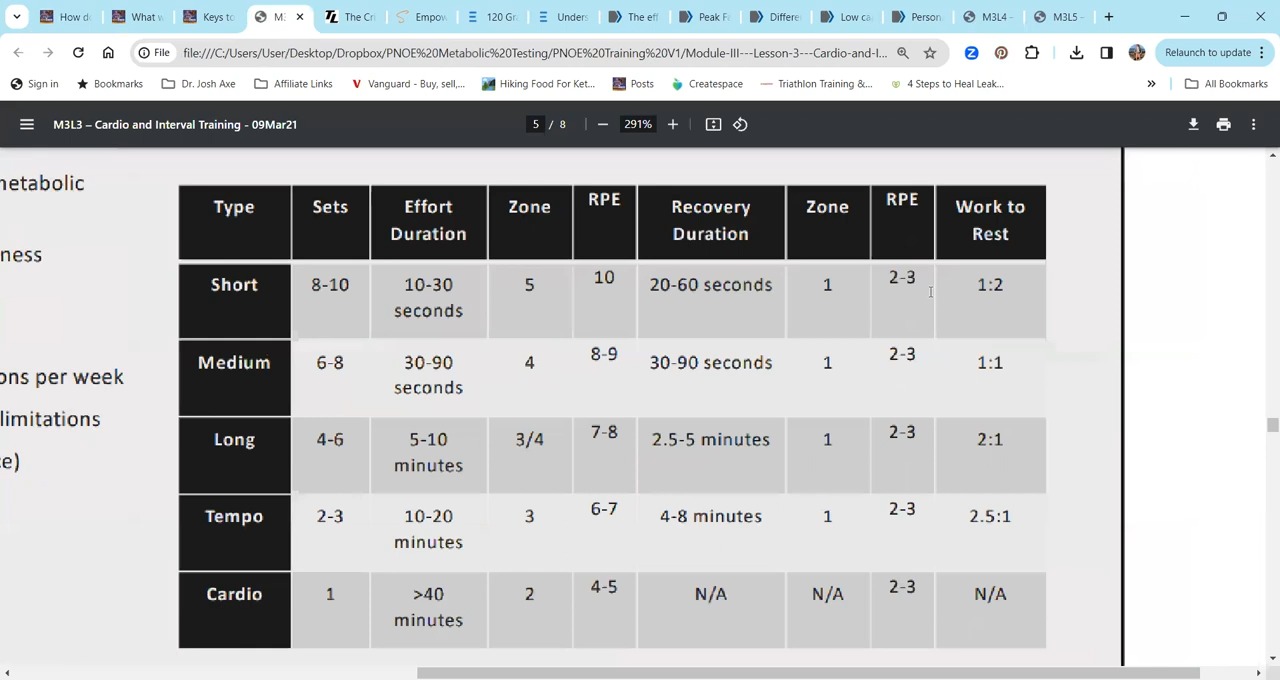 How d
What v
Keys to
M3
The Cri
Empow
120 Gr
Unders
The eff
Peak F
Differe
Low ca
Person
M3L4 -
M3L5 -
File
file:///C:/Users/User/Desktop/Dropbox/PNOE%20Metabolic%20Testing/PNOE%20Training%20V1/Module-III---Lesson-3---Cardio-and-I...
Relaunch to update
Sign in
Bookmarks
Dr. Josh Axe
Affiliate Links
Vanguard - Buy, sell,...
Hiking Food For Ket...
Posts
Createspace
Triathlon Training &...
4 Steps to Heal Leak...
»
All Bookmarks
M3L3 – Cardio and Interval Training - 09Mar21
5 / 8
291%
netabolic
ness
ons per week
limitations
ce)
Type Sets Effort Duration Zone RPE Recovery Duration Zone RPE Work to Rest
Short 8-10 10-30 seconds 5 10 20-60 seconds 1 2-3 1:2
Medium 6-8 30-90 seconds 4 8-9 30-90 seconds 1 2-3 1:1
Long 4-6 5-10 minutes 3/4 7-8 2.5-5 minutes 1 2-3 2:1
Tempo 2-3 10-20 minutes 3 6-7 4-8 minutes 1 2-3 2.5:1
Cardio 1 >40 minutes 2 4-5 N/A N/A 2-3 N/A